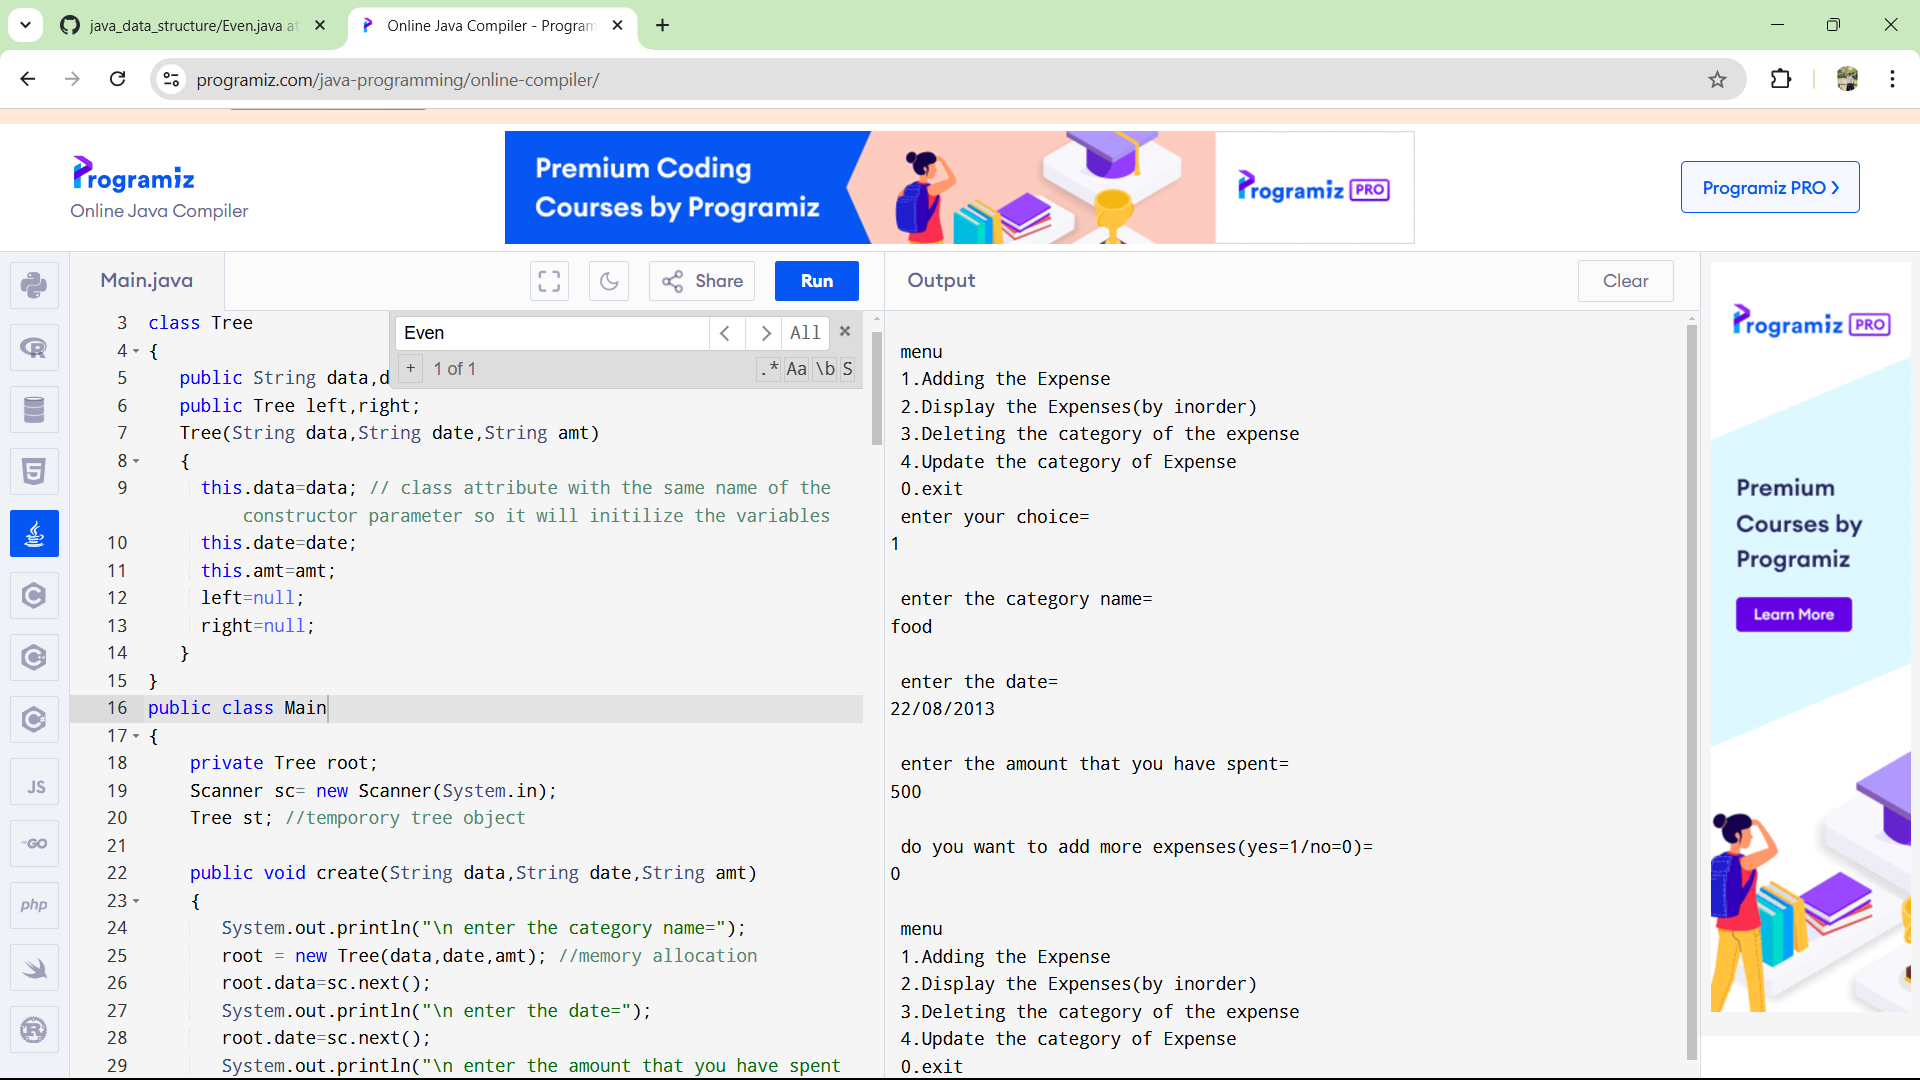 java_data_structure/Even.java at
Online Java Compiler - Program
programiz.com/java-programming/online-compiler/
Programiz
Online Java Compiler
Premium Coding
Courses by Programiz
Programiz PRO
Programiz PRO ❯
Main.java
Share
Run
Output
Clear
Even
All
+
1 of 1
.*
Aa
\b
S
3 class Tree
4 {
5 public String data,d
6 public Tree left,right;
7 Tree(String data,String date,String amt)
8 {
9 this.data=data; // class attribute with the same name of the
constructor parameter so it will initilize the variables
10 this.date=date;
11 this.amt=amt;
12 left=null;
13 right=null;
14 }
15 }
16 public class Main
17 {
18 private Tree root;
19 Scanner sc= new Scanner(System.in);
20 Tree st; //temporory tree object
21
22 public void create(String data,String date,String amt)
23 {
24 System.out.println("\n enter the category name=");
25 root = new Tree(data,date,amt); //memory allocation
26 root.data=sc.next();
27 System.out.println("\n enter the date=");
28 root.date=sc.next();
29 System.out.println("\n enter the amount that you have spent
menu
1.Adding the Expense
2.Display the Expenses(by inorder)
3.Deleting the category of the expense
4.Update the category of Expense
0.exit
enter your choice=
1
enter the category name=
food
enter the date=
22/08/2013
enter the amount that you have spent=
500
do you want to add more expenses(yes=1/no=0)=
0
menu
1.Adding the Expense
2.Display the Expenses(by inorder)
3.Deleting the category of the expense
4.Update the category of Expense
0.exit
Programiz PRO
Premium
Courses by
Programiz
Learn More
R
5
C
C
C
JS
GO
php
R